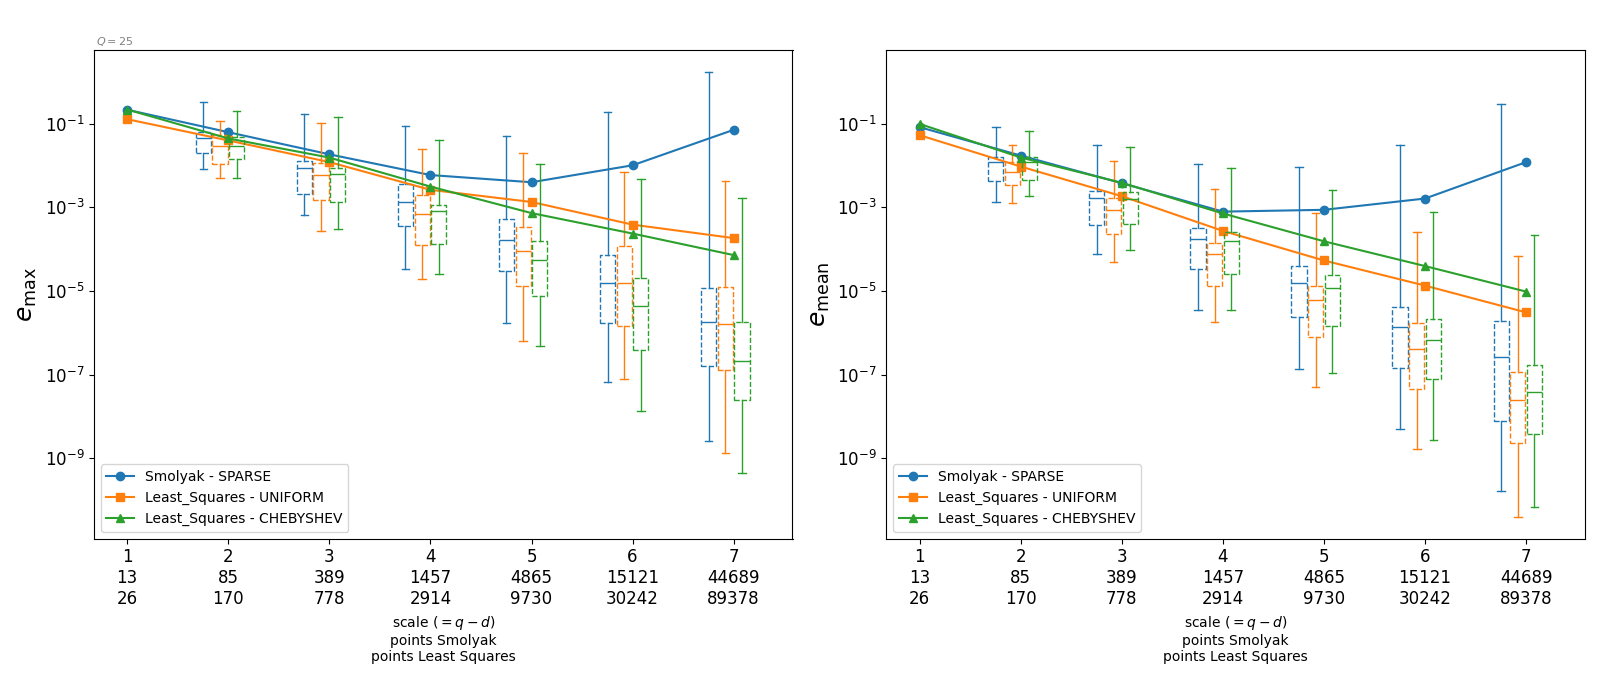 Q = 25
10^{-1}
10^{-3}
10^{-5}
10^{-7}
10^{-9}
e_{max}
Smolyak - SPARSE
Least_Squares - UNIFORM
Least_Squares - CHEBYSHEV
1 2 3 4 5 6 7
13 85 389 1457 4865 15121 44689
26 170 778 2914 9730 30242 89378
scale (= q − d)
points Smolyak
points Least Squares
10^{-1}
10^{-3}
10^{-5}
10^{-7}
10^{-9}
e_{mean}
Smolyak - SPARSE
Least_Squares - UNIFORM
Least_Squares - CHEBYSHEV
1 2 3 4 5 6 7
13 85 389 1457 4865 15121 44689
26 170 778 2914 9730 30242 89378
scale (= q − d)
points Smolyak
points Least Squares